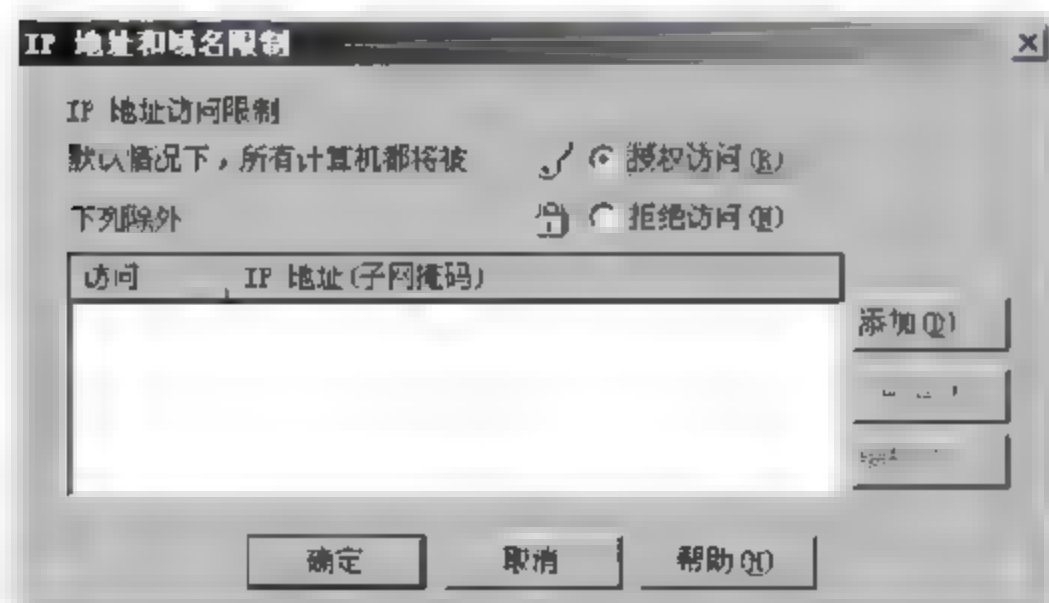 IP 地址和域名限制
IP 地址访问限制
默认情况下，所有计算机都将被
授权访问(R)
下列除外
拒绝访问(N)
访问 IP 地址(子网掩码)
添加(D)
确定 取消 帮助(H)